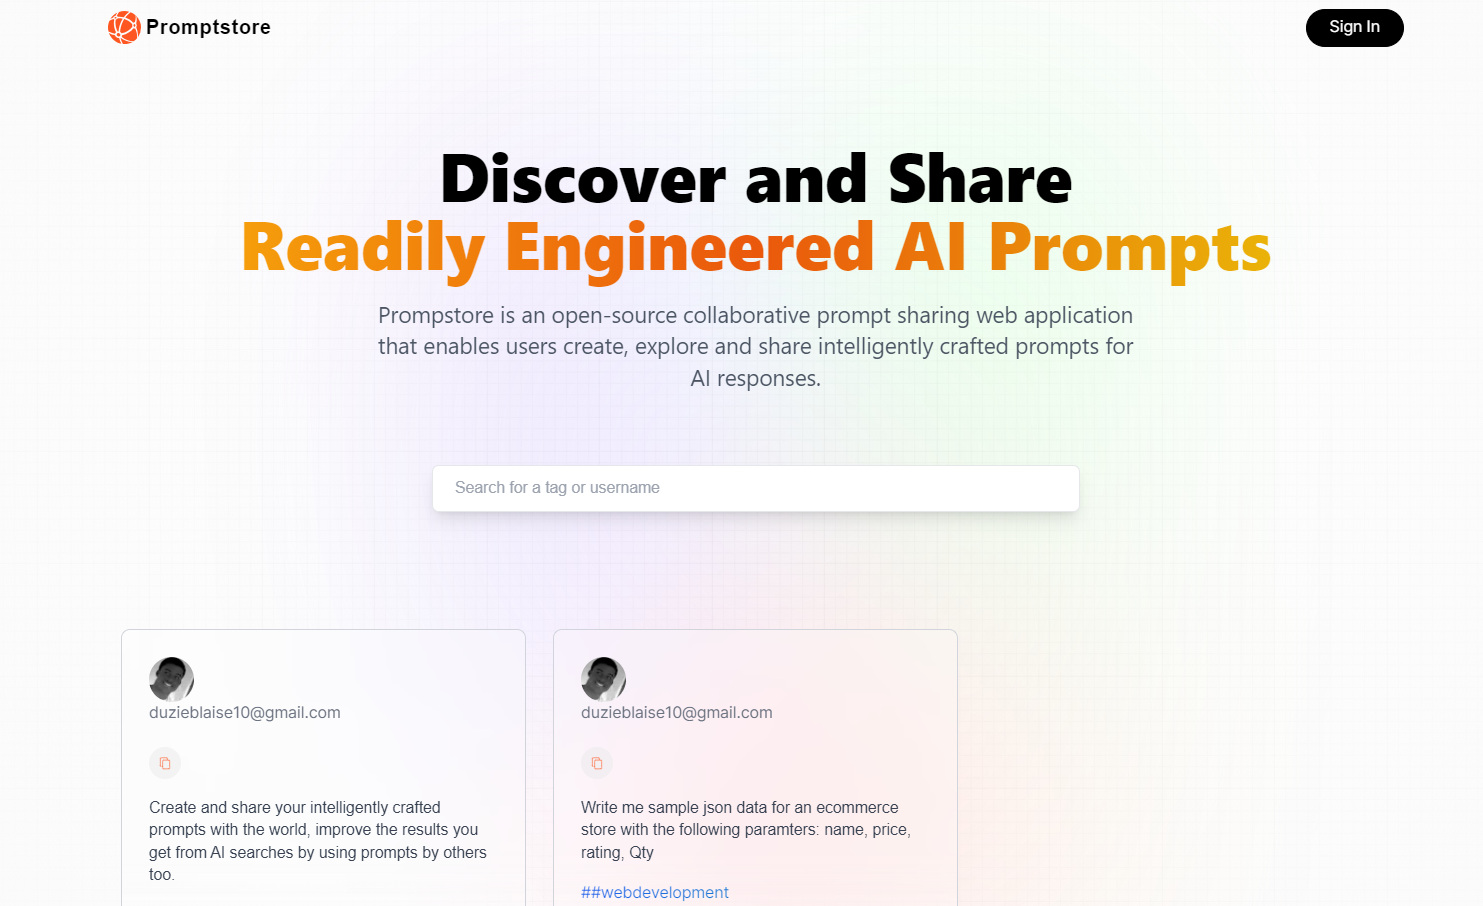 Promptstore
Sign In
Discover and Share
Readily Engineered AI Prompts
Prompstore is an open-source collaborative prompt sharing web application
that enables users create, explore and share intelligently crafted prompts for
AI responses.
Search for a tag or username
duzieblaise10@gmail.com
Create and share your intelligently crafted
prompts with the world, improve the results you
get from AI searches by using prompts by others
too.
duzieblaise10@gmail.com
Write me sample json data for an ecommerce
store with the following paramters: name, price,
rating, Qty
##webdevelopment